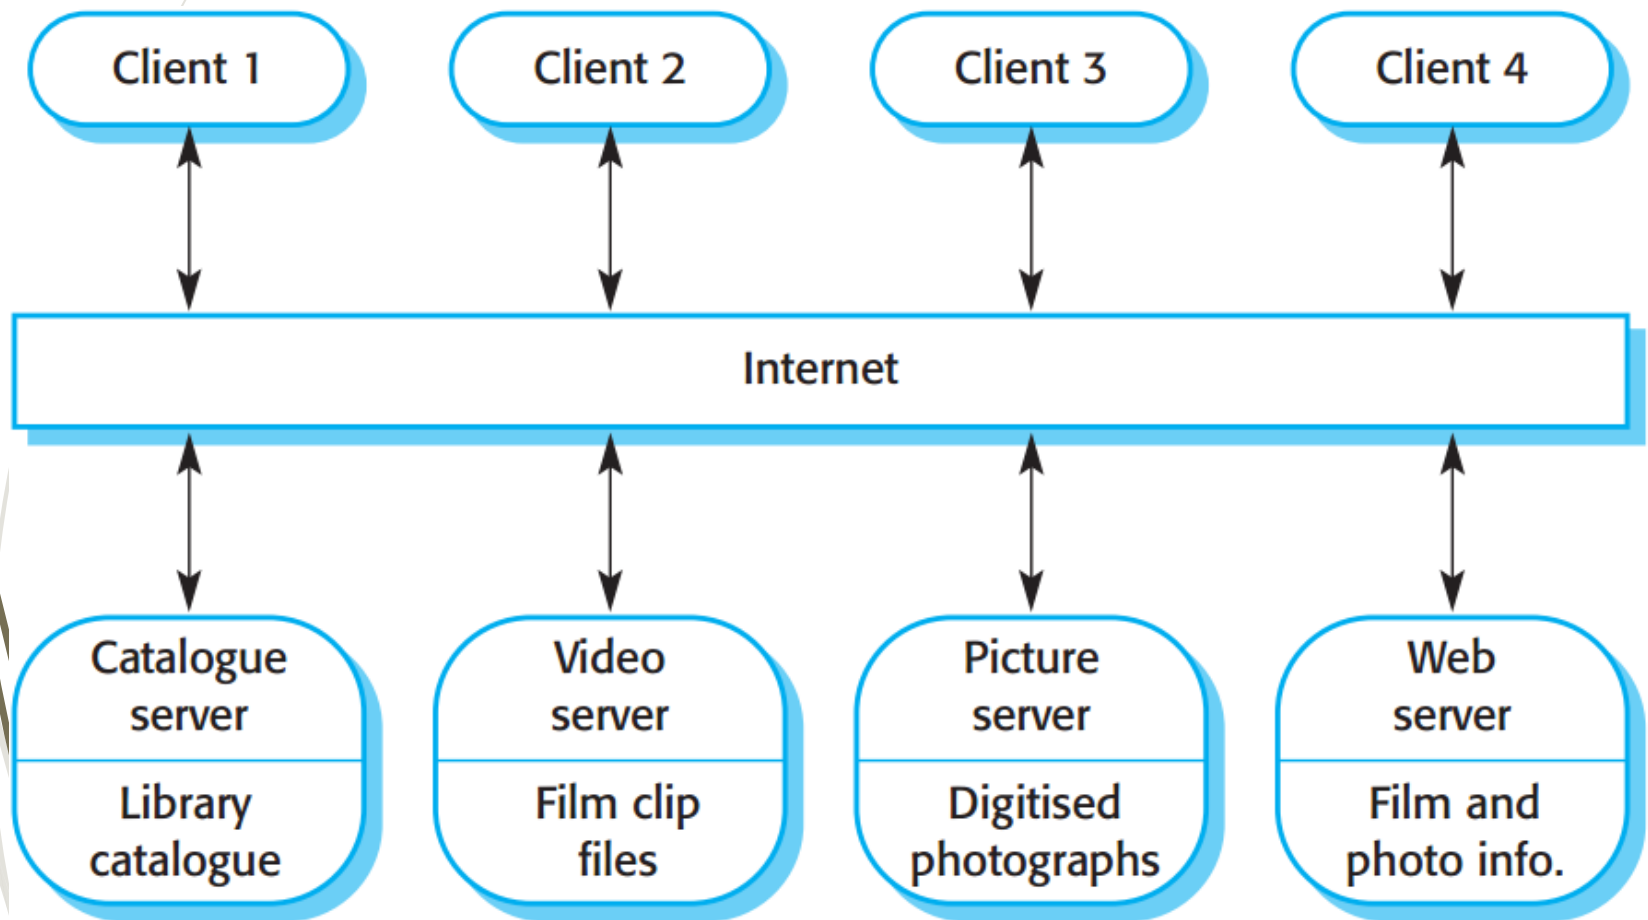 Client 1
Client 2
Client 3
Client 4
Internet
Catalogue
server
Library
catalogue
Video
server
Film clip
files
Picture
server
Digitised
photographs
Web
server
Film and
photo info.